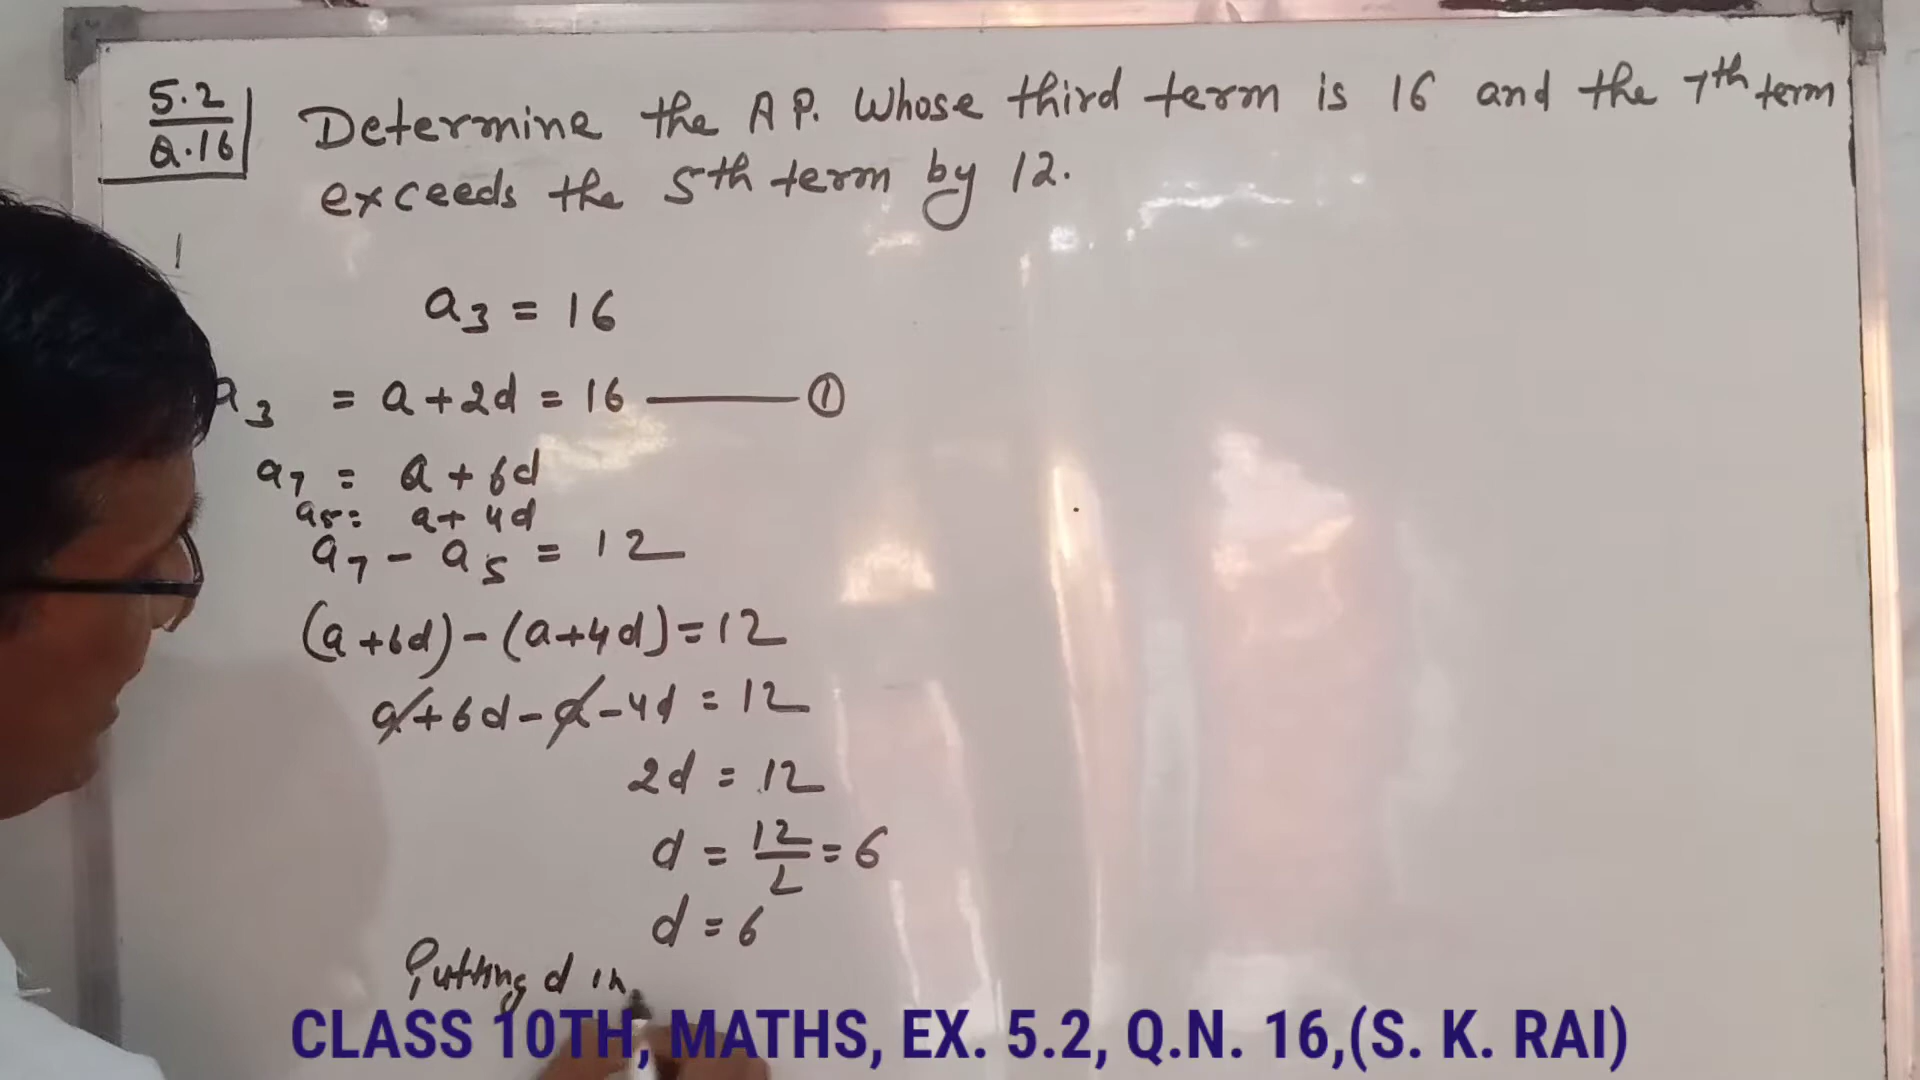 5.2
Q.16
Determine the A P. Whose third term is 16 and the 7th term
exceeds the 5th term by 12.
a3 = 16
a3 = a+2d = 16 ——— ①
a7 = a + 6d
a5= a+ 4d
a7 - a5 = 12
(a+6d)-(a+4d)=12
a+6d-a-4d = 12
2d = 12
d = 12/2 = 6
d = 6
Putting d in
CLASS 10TH, MATHS, EX. 5.2, Q.N. 16,(S. K. RAI)